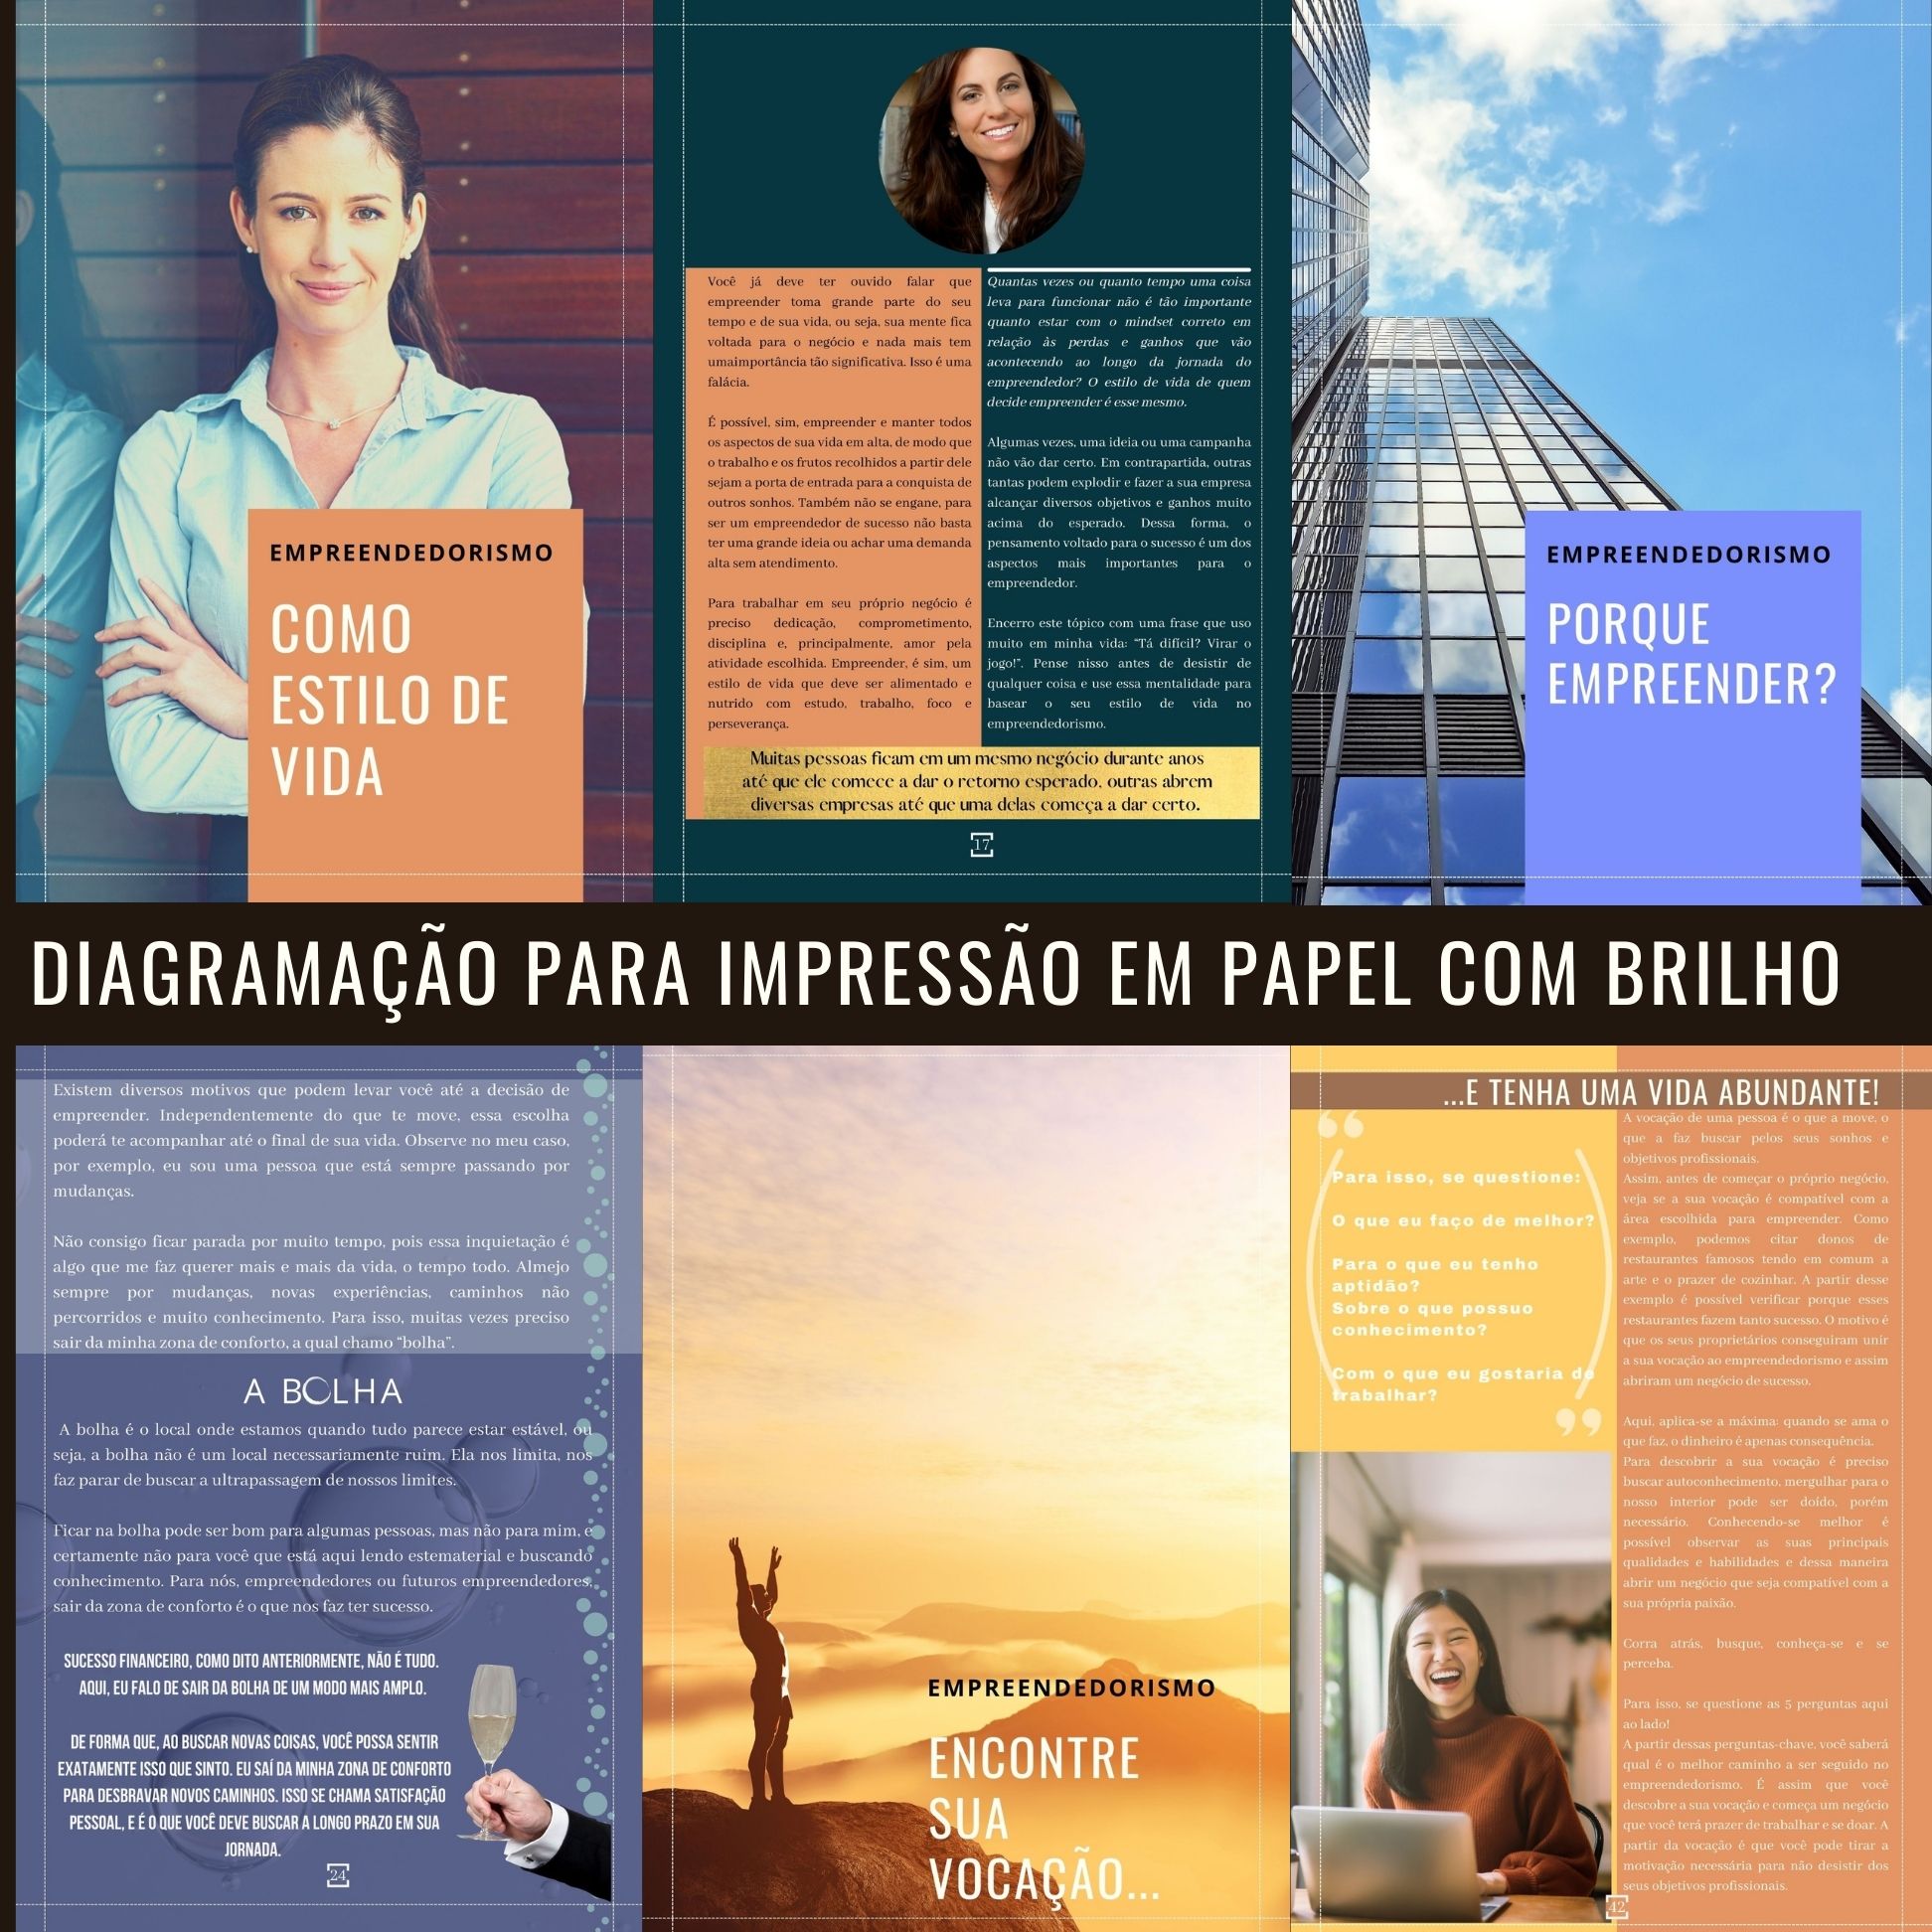 EMPREENDEDORISMO
COMO
ESTILO DE
VIDA
Você já deve ter ouvido falar que
empreender toma grande parte do seu
tempo e de sua vida, ou seja, sua mente fica
voltada para o negócio e nada mais tem
umaimportância tão significativa. Isso é uma
falácia.
É possível, sim, empreender e manter todos
os aspectos de sua vida em alta, de modo que
o trabalho e os frutos recolhidos a partir dele
sejam a porta de entrada para a conquista de
outros sonhos. Também não se engane, para
ser um empreendedor de sucesso não basta
ter uma grande ideia ou achar uma demanda
alta sem atendimento.
Para trabalhar em seu próprio negócio é
preciso dedicação, comprometimento,
disciplina e, principalmente, amor pela
atividade escolhida. Empreender, é sim, um
estilo de vida que deve ser alimentado e
nutrido com estudo, trabalho, foco e
perseverança.
Quantas vezes ou quanto tempo uma coisa
leva para funcionar não é tão importante
quanto estar com o mindset correto em
relação às perdas e ganhos que vão
acontecendo ao longo da jornada do
empreendedor? O estilo de vida de quem
decide empreender é esse mesmo.
Algumas vezes, uma ideia ou uma campanha
não vão dar certo. Em contrapartida, outras
tantas podem explodir e fazer a sua empresa
alcançar diversos objetivos e ganhos muito
acima do esperado. Dessa forma, o
pensamento voltado para o sucesso é um dos
aspectos mais importantes para o
empreendedor.
Encerro este tópico com uma frase que uso
muito em minha vida: “Tá difícil? Virar o
jogo!”. Pense nisso antes de desistir de
qualquer coisa e use essa mentalidade para
basear o seu estilo de vida no
empreendedorismo.
Muitas pessoas ficam em um mesmo negócio durante anos
até que ele comece a dar o retorno esperado, outras abrem
diversas empresas até que uma delas começa a dar certo.
17
EMPREENDEDORISMO
PORQUE
EMPREENDER?
DIAGRAMAÇÃO PARA IMPRESSÃO EM PAPEL COM BRILHO
Existem diversos motivos que podem levar você até a decisão de
empreender. Independentemente do que te move, essa escolha
poderá te acompanhar até o final de sua vida. Observe no meu caso,
por exemplo, eu sou uma pessoa que está sempre passando por
mudanças.
Não consigo ficar parada por muito tempo, pois essa inquietação é
algo que me faz querer mais e mais da vida, o tempo todo. Almejo
sempre por mudanças, novas experiências, caminhos não
percorridos e muito conhecimento. Para isso, muitas vezes preciso
sair da minha zona de conforto, a qual chamo “bolha”.
A BOLHA
A bolha é o local onde estamos quando tudo parece estar estável, ou
seja, a bolha não é um local necessariamente ruim. Ela nos limita, nos
faz parar de buscar a ultrapassagem de nossos limites.
Ficar na bolha pode ser bom para algumas pessoas, mas não para mim, e
certamente não para você que está aqui lendo estematerial e buscando
conhecimento. Para nós, empreendedores ou futuros empreendedores,
sair da zona de conforto é o que nos faz ter sucesso.
SUCESSO FINANCEIRO, COMO DITO ANTERIORMENTE, NÃO É TUDO.
AQUI, EU FALO DE SAIR DA BOLHA DE UM MODO MAIS AMPLO.
DE FORMA QUE, AO BUSCAR NOVAS COISAS, VOCÊ POSSA SENTIR
EXATAMENTE ISSO QUE SINTO. EU SAÍ DA MINHA ZONA DE CONFORTO
PARA DESBRAVAR NOVOS CAMINHOS. ISSO SE CHAMA SATISFAÇÃO
PESSOAL, E É O QUE VOCÊ DEVE BUSCAR A LONGO PRAZO EM SUA
JORNADA.
24
EMPREENDEDORISMO
ENCONTRE
SUA
VOCAÇÃO...
...E TENHA UMA VIDA ABUNDANTE!
“
Para isso, se questione:
O que eu faço de melhor?
Para o que eu tenho
aptidão?
Sobre o que possuo
conhecimento?
Com o que eu gostaria de
trabalhar?
”
A vocação de uma pessoa é o que a move, o
que a faz buscar pelos seus sonhos e
objetivos profissionais.
Assim, antes de começar o próprio negócio,
veja se a sua vocação é compatível com a
área escolhida para empreender. Como
exemplo, podemos citar donos de
restaurantes famosos tendo em comum a
arte e o prazer de cozinhar. A partir desse
exemplo é possível verificar porque esses
restaurantes fazem tanto sucesso. O motivo é
que os seus proprietários conseguiram unir
a sua vocação ao empreendedorismo e assim
abriram um negócio de sucesso.
Aqui, aplica-se a máxima: quando se ama o
que faz, o dinheiro é apenas consequência.
Para descobrir a sua vocação é preciso
buscar autoconhecimento, mergulhar para o
nosso interior pode ser doído, porém
necessário. Conhecendo-se melhor é
possível observar as suas principais
qualidades e habilidades e dessa maneira
abrir um negócio que seja compatível com a
sua própria paixão.
Corra atrás, busque, conheça-se e se
perceba.
Para isso, se questione as 5 perguntas aqui
ao lado!
A partir dessas perguntas-chave, você saberá
qual é o melhor caminho a ser seguido no
empreendedorismo. É assim que você
descobre a sua vocação e começa um negócio
que você terá prazer de trabalhar e se doar. A
partir da vocação é que você pode tirar a
motivação necessária para não desistir dos
seus objetivos profissionais.
42